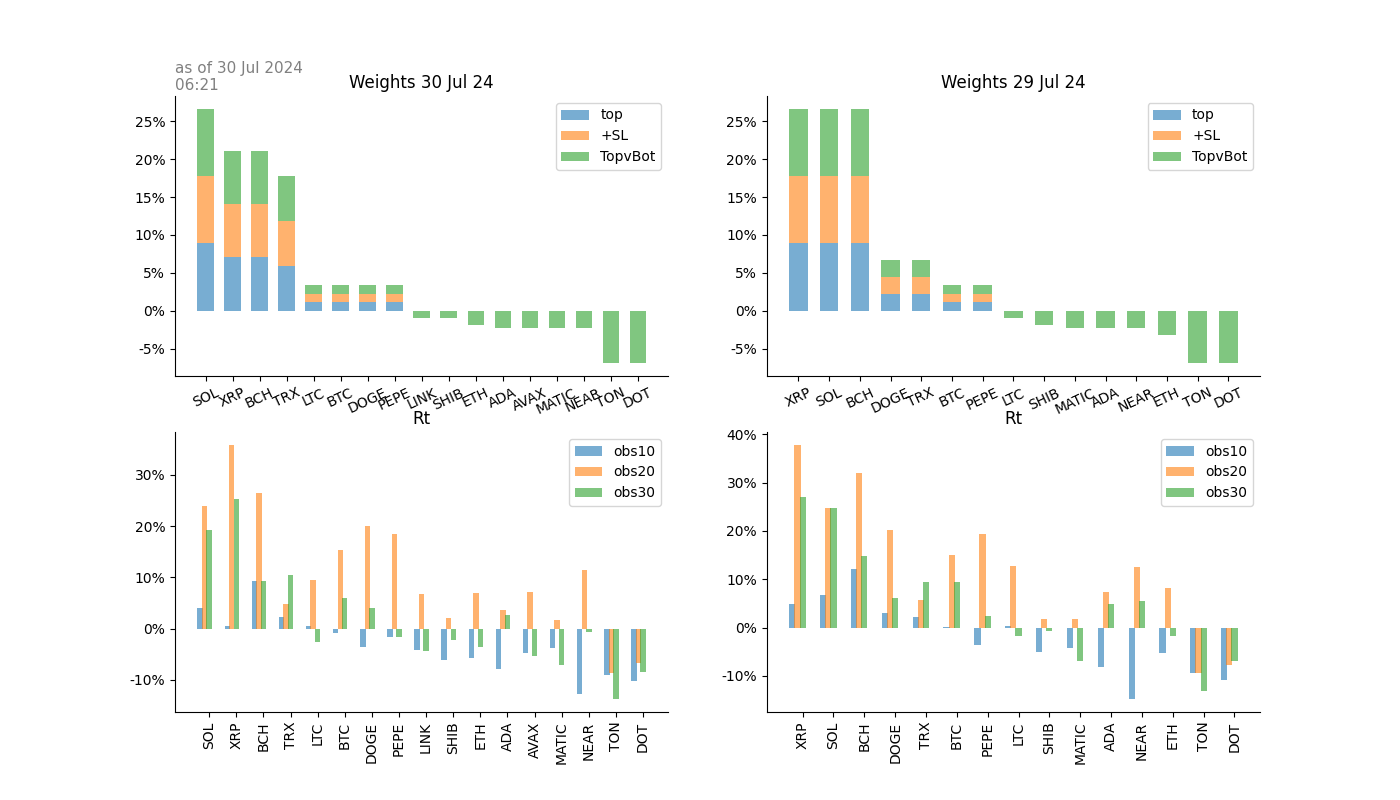 as of 30 Jul 2024
06:21
Weights 30 Jul 24
25%
20%
15%
10%
5%
0%
-5%
top
+SL
TopvBot
SOL XRP BCH TRX LTC BTC DOGE PEPE LINK SHIB ETH ADA AVAX MATIC NEAR TON DOT
Weights 29 Jul 24
25%
20%
15%
10%
5%
0%
-5%
top
+SL
TopvBot
XRP SOL BCH DOGE TRX BTC PEPE LTC SHIB MATIC ADA NEAR ETH TON DOT
Rt
30%
20%
10%
0%
-10%
obs10
obs20
obs30
SOL XRP BCH TRX LTC BTC DOGE PEPE LINK SHIB ETH ADA AVAX MATIC NEAR TON DOT
Rt
40%
30%
20%
10%
0%
-10%
obs10
obs20
obs30
XRP SOL BCH DOGE TRX BTC PEPE LTC SHIB MATIC ADA NEAR ETH TON DOT